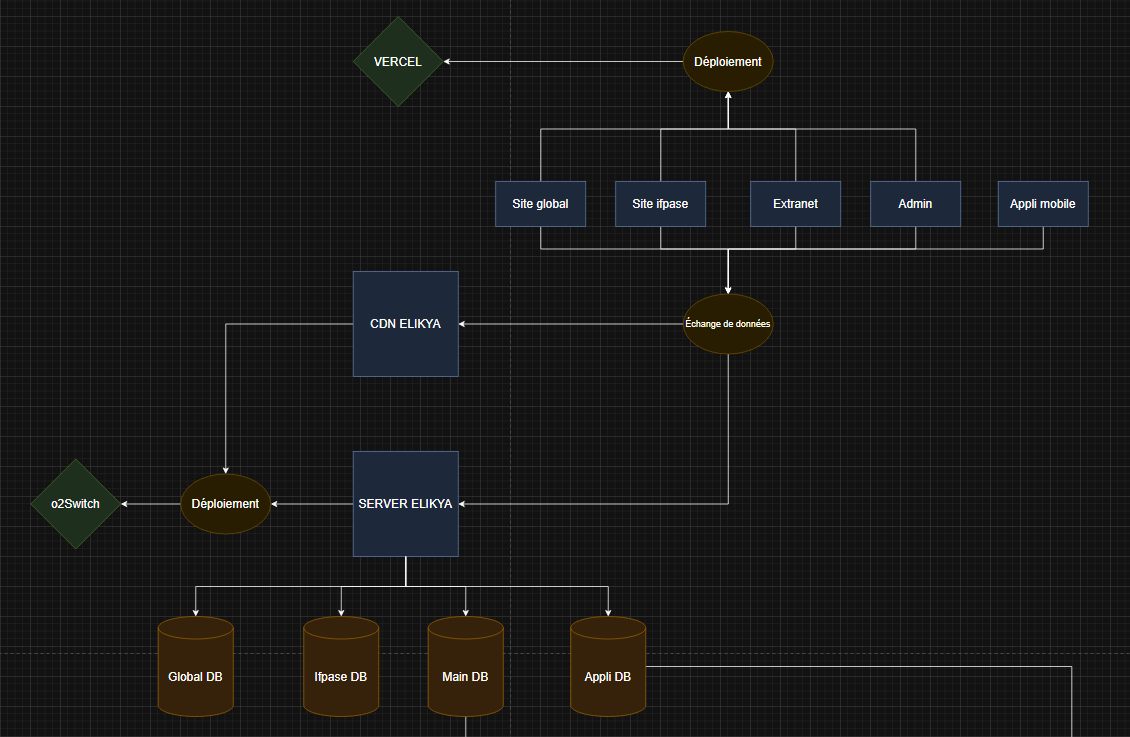 VERCEL
Déploiement
Site global
Site ifpase
Extranet
Admin
Appli mobile
CDN ELIKYA
Échange de données
o2Switch
Déploiement
SERVER ELIKYA
Global DB
Ifpase DB
Main DB
Appli DB